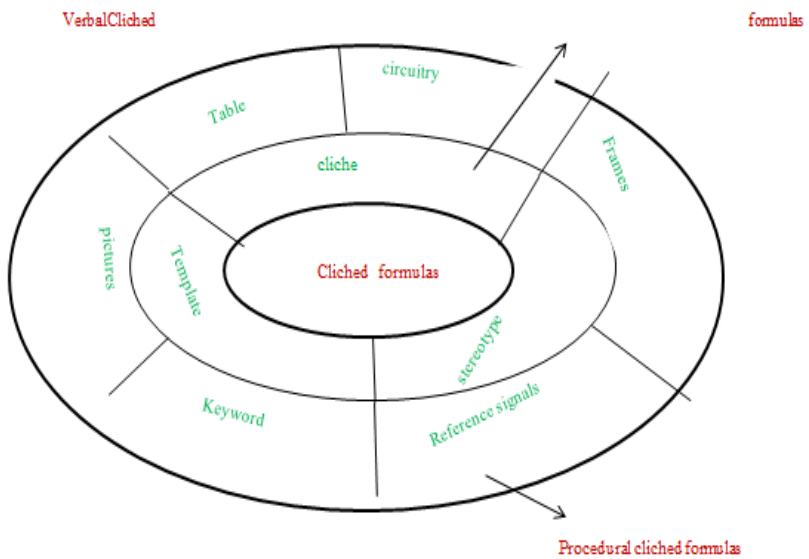 VerbalCliched formulas
circuitry
Table
cliche
Frames
pictures
Template
Cliched formulas
stereotype
Keyword
Reference signals
Procedural cliched formulas